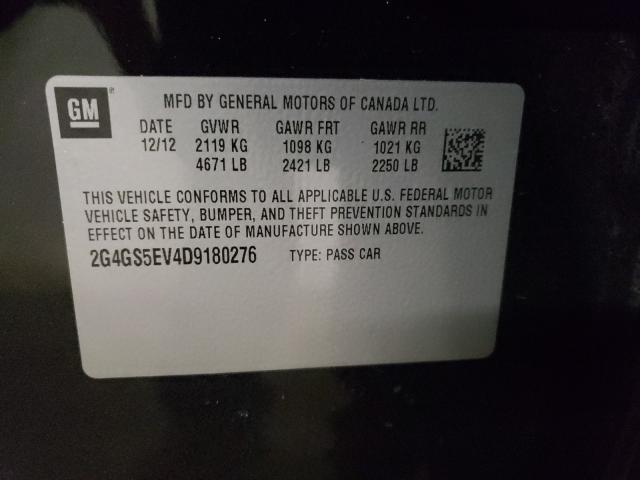 GM
MFD BY GENERAL MOTORS OF CANADA LTD.
DATE GVWR GAWR FRT GAWR RR
12/12 2119 KG 1098 KG 1021 KG
4671 LB 2421 LB 2250 LB
THIS VEHICLE CONFORMS TO ALL APPLICABLE U.S. FEDERAL MOTOR
VEHICLE SAFETY, BUMPER, AND THEFT PREVENTION STANDARDS IN
EFFECT ON THE DATE OF MANUFACTURE SHOWN ABOVE.
2G4GS5EV4D9180276 TYPE: PASS CAR